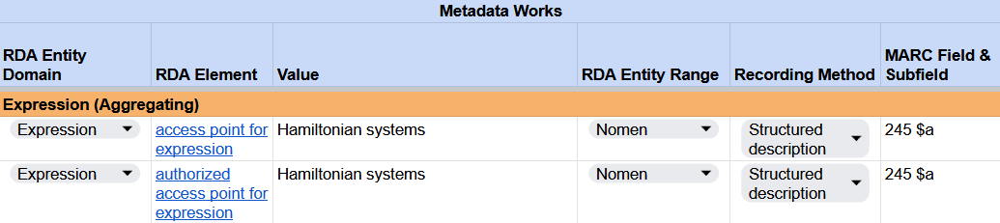 Metadata Works
RDA Entity
Domain
RDA Element
Value
RDA Entity Range
Recording Method
MARC Field &
Subfield
Expression (Aggregating)
Expression
access point for
expression
Hamiltonian systems
Nomen
Structured
description
245 $a
Expression
authorized
access point for
expression
Hamiltonian systems
Nomen
Structured
description
245 $a